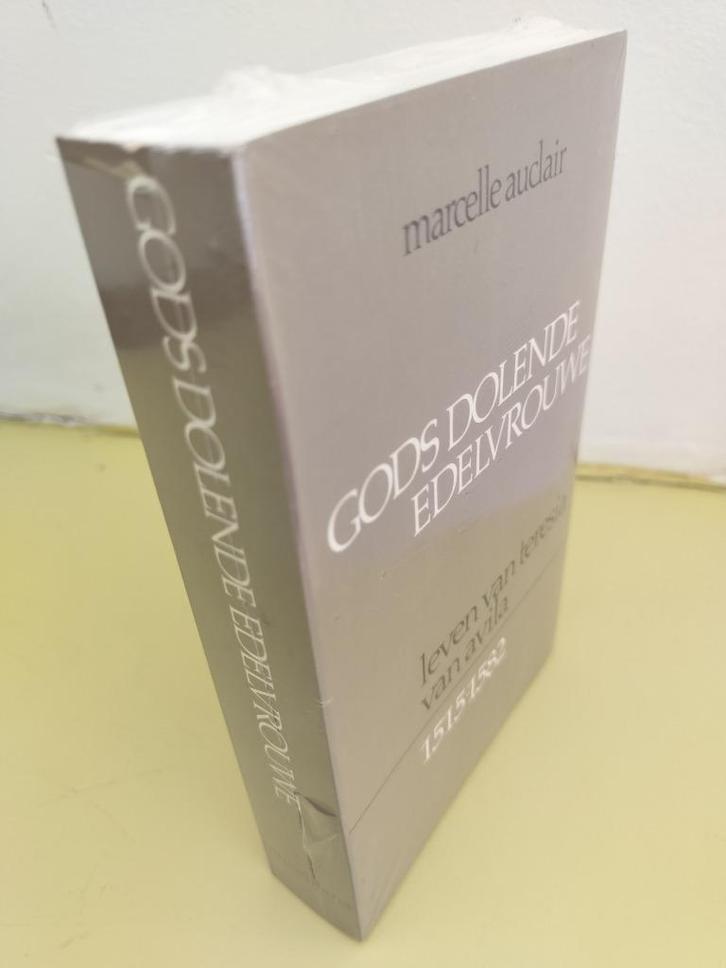 GODS DOLENDE EDELVROUWE
marcelle auclair
GODS DOLENDE
EDELVROUWE
leven van teresia
van avila
1515-1582